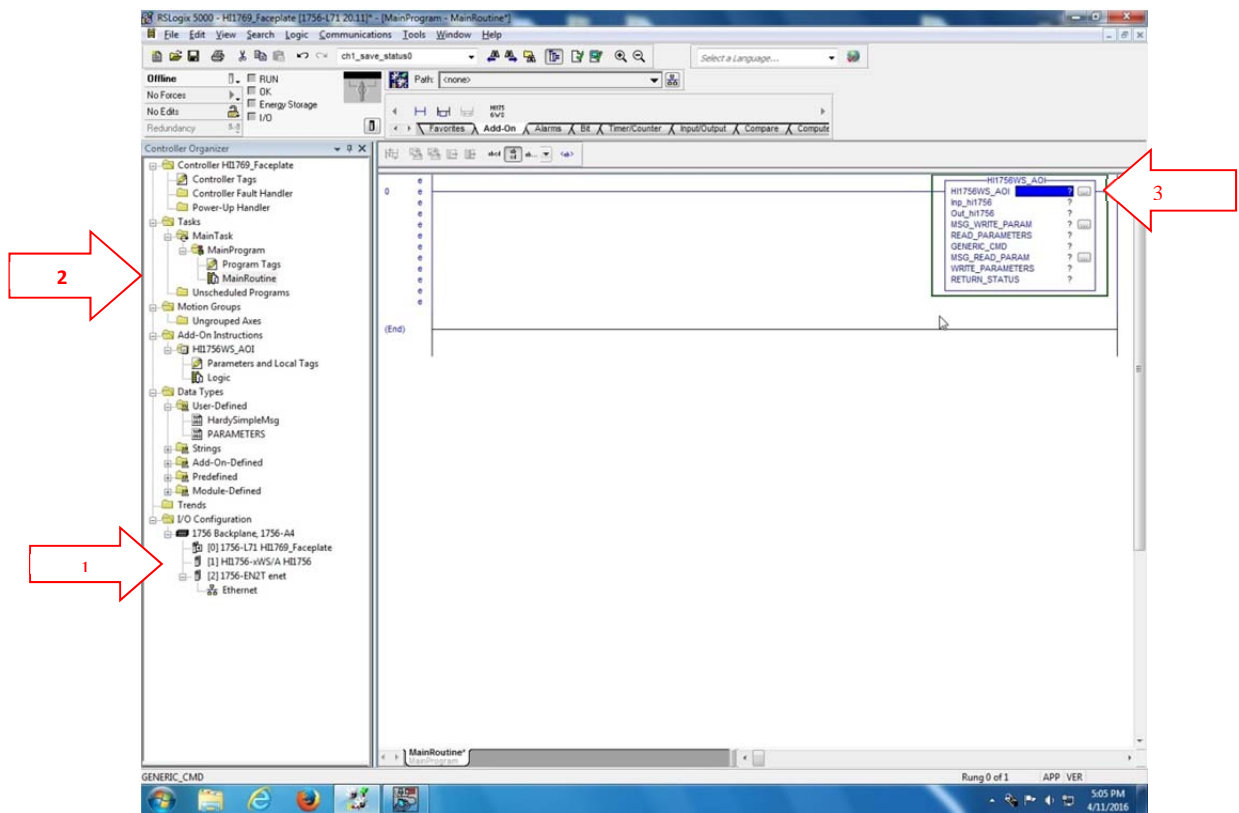 RSLogix 5000 - HI1769_Faceplate [1756-L71 20.11]* - [MainProgram - MainRoutine*]
File Edit View Search Logic Communications Tools Window Help
ch1_save_status0
Select a Language...
Offline
RUN
No Forces
OK
Energy Storage
No Edits
I/O
Redundancy
Path: <none>
Favorites Add-On Alarms Bit Timer/Counter Input/Output Compare Compute
Controller Organizer
Controller HI1769_Faceplate
Controller Tags
Controller Fault Handler
Power-Up Handler
Tasks
MainTask
MainProgram
Program Tags
MainRoutine
Unscheduled Programs
Motion Groups
Ungrouped Axes
Add-On Instructions
HI1756WS_AOI
Parameters and Local Tags
Logic
Data Types
User-Defined
HardySimpleMsg
PARAMETERS
Strings
Add-On-Defined
Predefined
Module-Defined
Trends
I/O Configuration
1756 Backplane, 1756-A4
[0] 1756-L71 HI1769_Faceplate
[1] HI1756-xWS/A HI1756
[2] 1756-EN2T enet
Ethernet
2
1
3
e
0 e
e
e
e
e
e
e
e
e
e
(End)
HI1756WS_AOI
HI1756WS_AOI ? ...
Inp_hi1756 ?
Out_hi1756 ?
MSG_WRITE_PARAM ? ...
READ_PARAMETERS ?
GENERIC_CMD ?
MSG_READ_PARAM ? ...
WRITE_PARAMETERS ?
RETURN_STATUS ?
MainRoutine*
MainProgram
GENERIC_CMD
Rung 0 of 1 APP VER
5:05 PM
4/11/2016